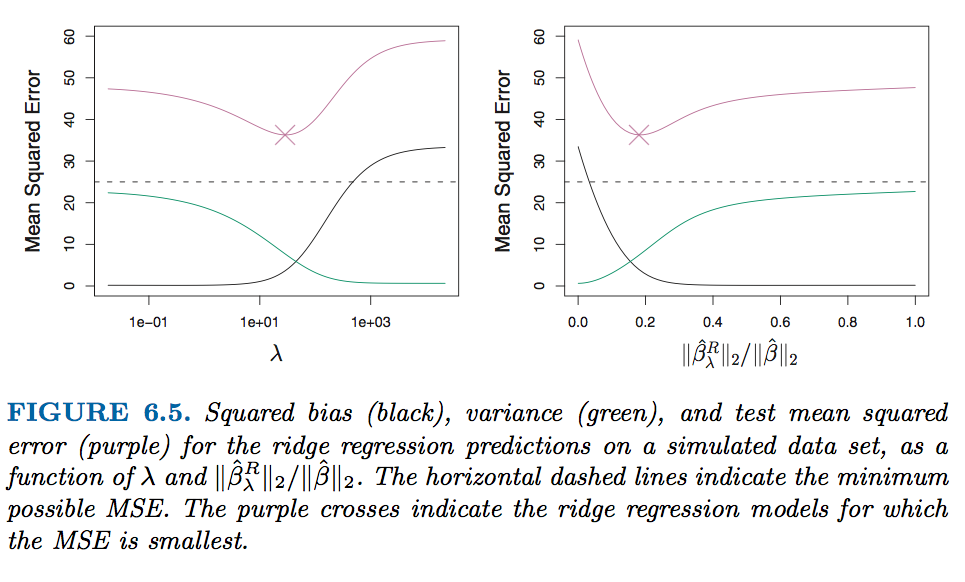 Mean Squared Error
0 10 20 30 40 50 60
1e−01 1e+01 1e+03
λ
Mean Squared Error
0 10 20 30 40 50 60
0.0 0.2 0.4 0.6 0.8 1.0
‖β̂ᴿλ‖₂/‖β̂‖₂
FIGURE 6.5. Squared bias (black), variance (green), and test mean squared
error (purple) for the ridge regression predictions on a simulated data set, as a
function of λ and ‖β̂ᴿλ‖₂/‖β̂‖₂. The horizontal dashed lines indicate the minimum
possible MSE. The purple crosses indicate the ridge regression models for which
the MSE is smallest.